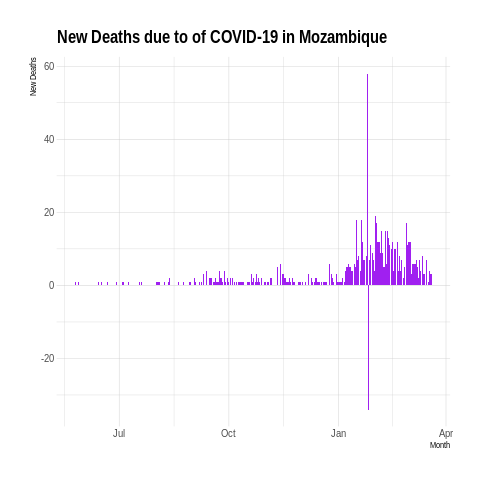 New Deaths due to of COVID-19 in Mozambique
New Deaths
60
40
20
0
-20
Jul Oct Jan Apr
Month